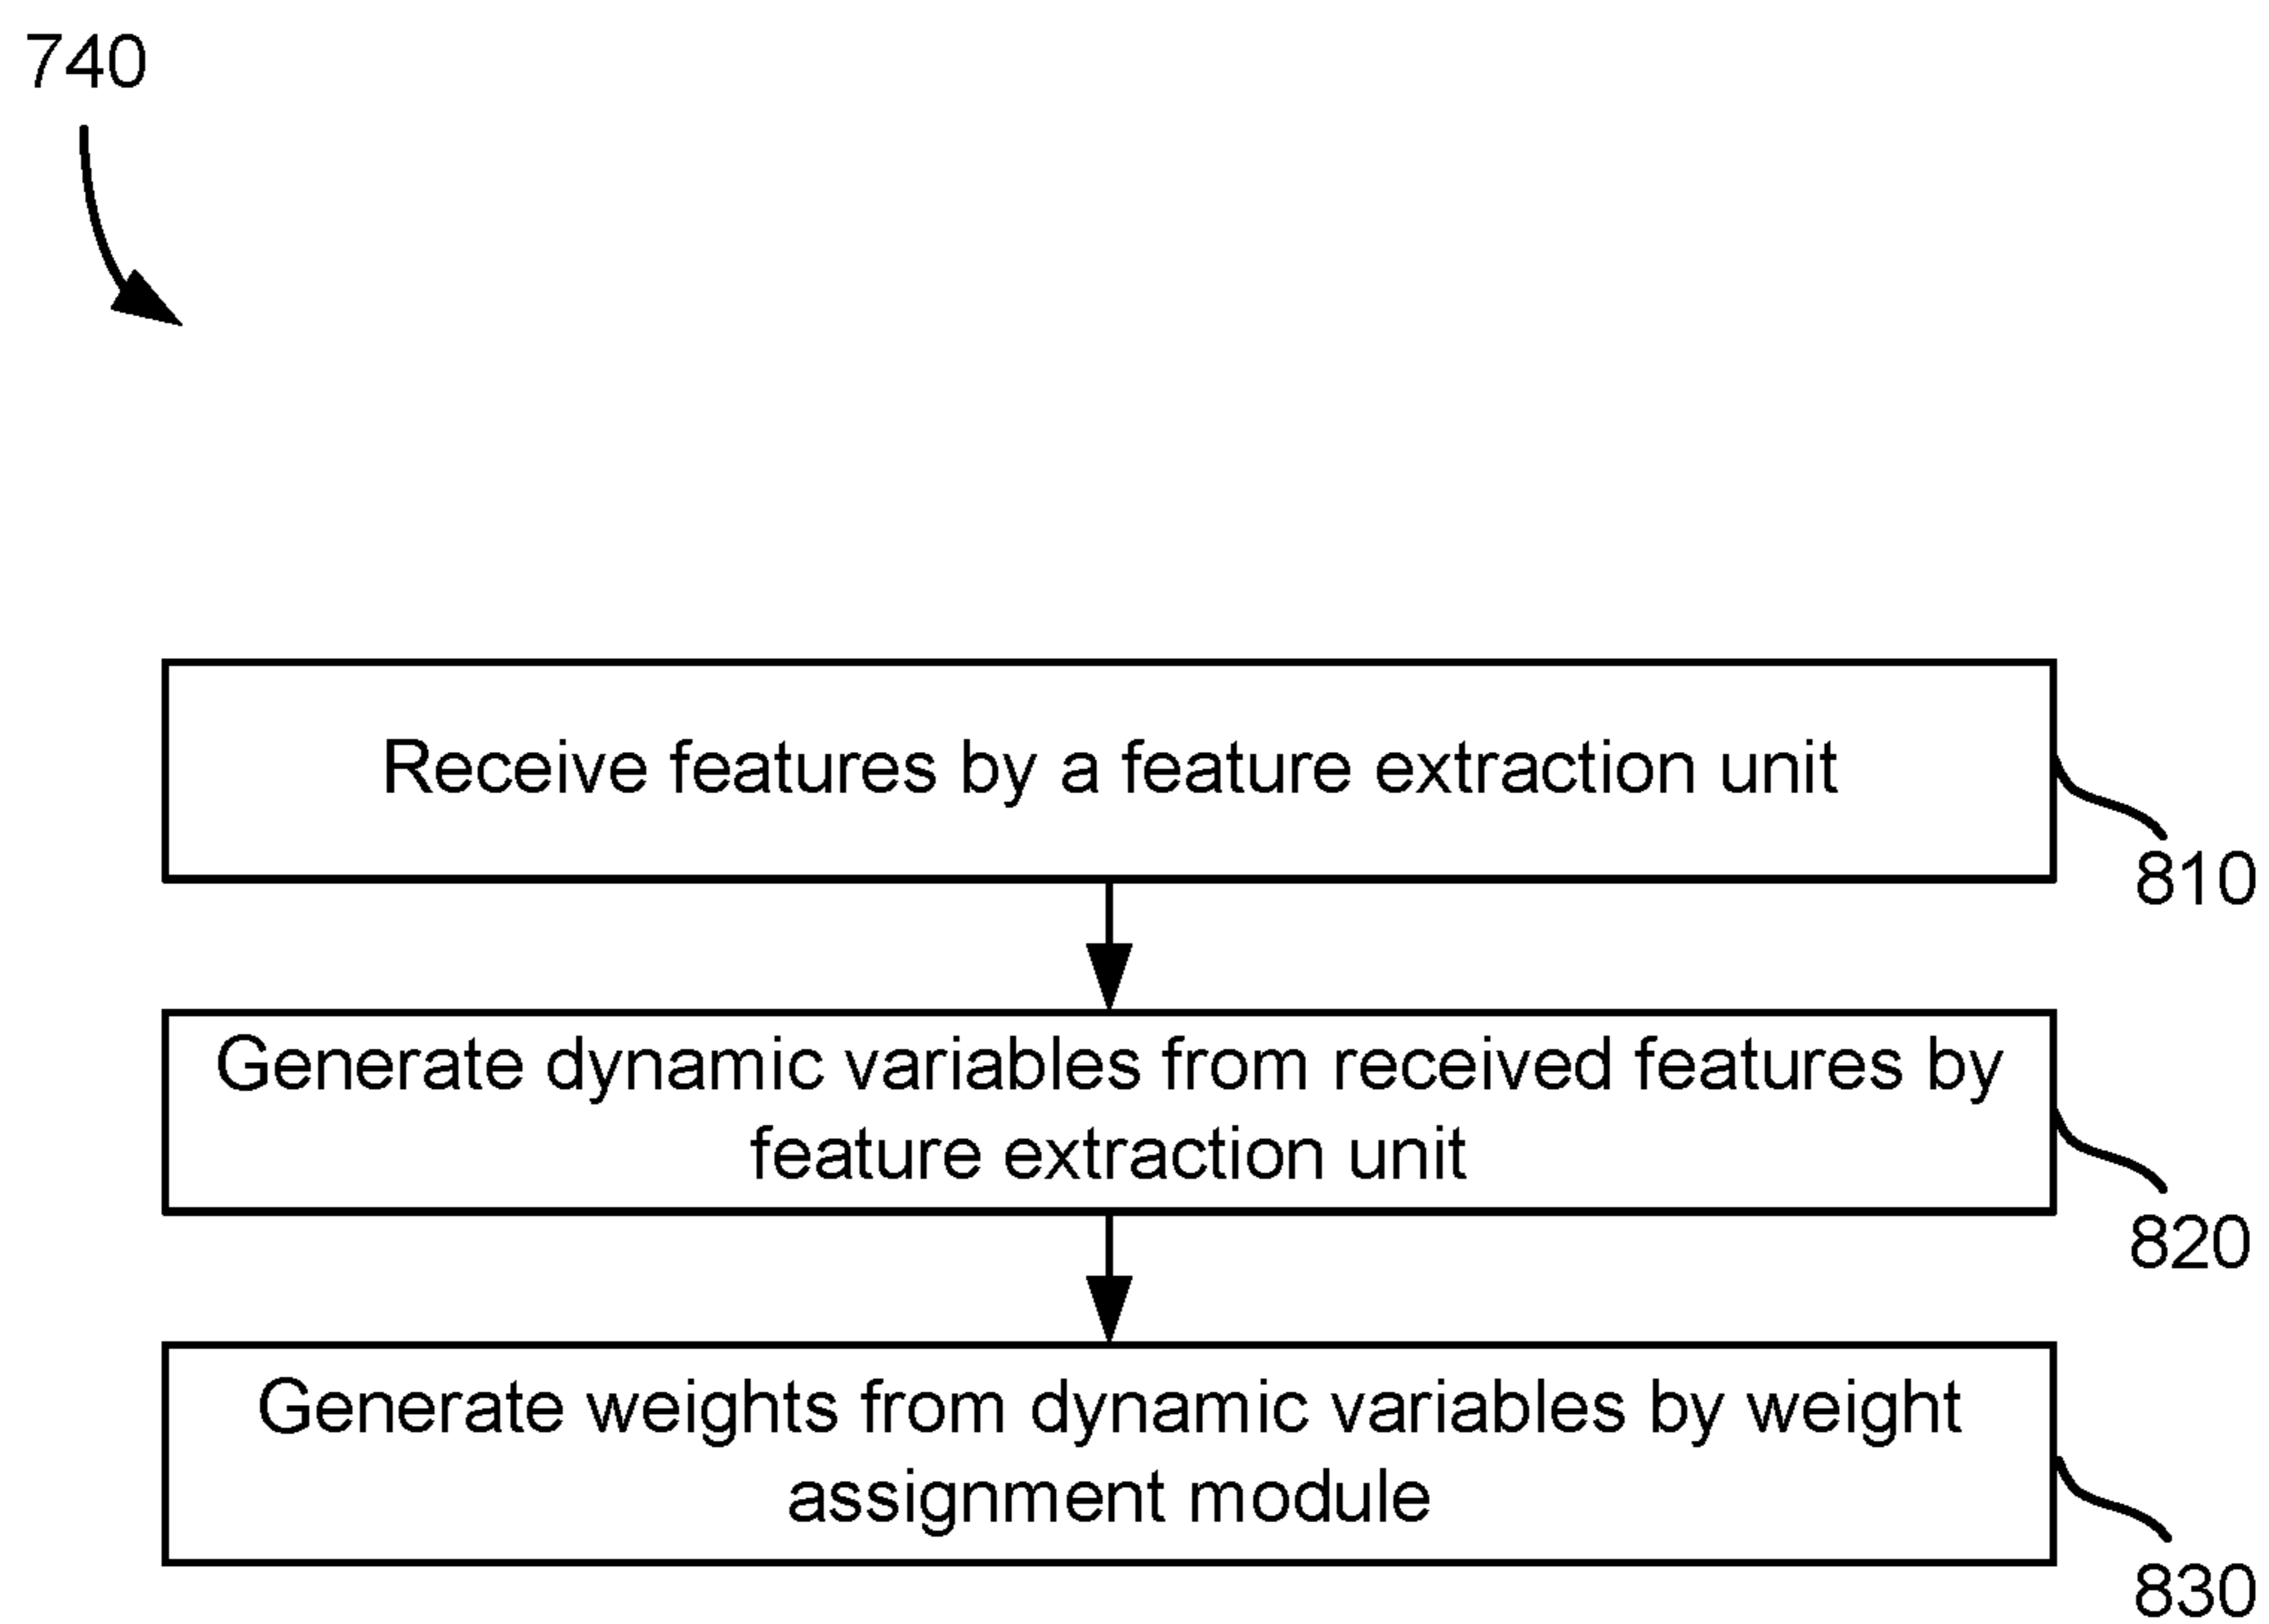 740
Receive features by a feature extraction unit
810
Generate dynamic variables from received features by
feature extraction unit
820
Generate weights from dynamic variables by weight
assignment module
830